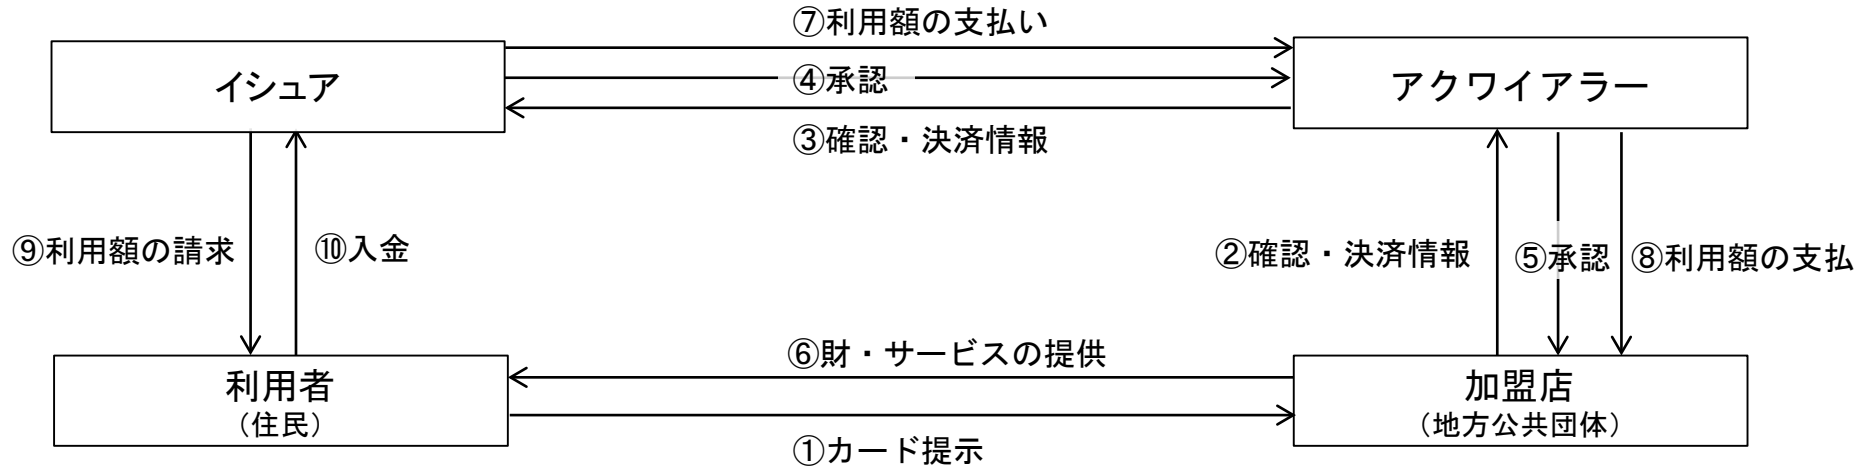 ⑦利用額の支払い
イシュア
④承認
アクワイアラー
③確認・決済情報
⑨利用額の請求
⑩入金
②確認・決済情報
⑤承認
⑧利用額の支払
⑥財・サービスの提供
利用者
（住民）
加盟店
（地方公共団体）
①カード提示